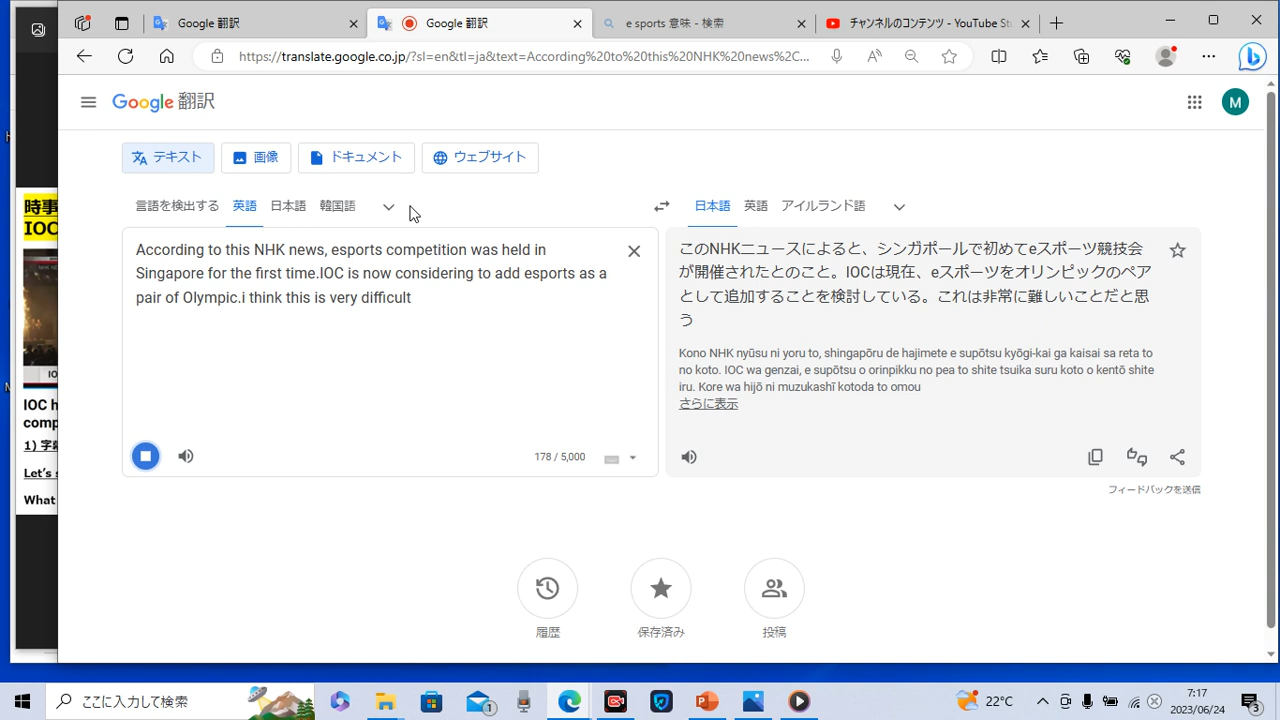 Google 翻訳
Google 翻訳
e sports 意味 - 検索
チャンネルのコンテンツ - YouTube St
https://translate.google.co.jp/?sl=en&tl=ja&text=According%20to%20this%20NHK%20news%2C...
Google 翻訳
M
テキスト
画像
ドキュメント
ウェブサイト
言語を検出する 英語 日本語 韓国語
日本語 英語 アイルランド語
According to this NHK news, esports competition was held in
Singapore for the first time.IOC is now considering to add esports as a
pair of Olympic.i think this is very difficult
178 / 5,000
このNHKニュースによると、シンガポールで初めてeスポーツ競技会
が開催されたとのこと。IOCは現在、eスポーツをオリンピックのペア
として追加することを検討している。これは非常に難しいことだと思
う
Kono NHK nyūsu ni yoru to, shingapōru de hajimete e supōtsu kyōgi-kai ga kaisai sa reta to
no koto. IOC wa genzai, e supōtsu o orinpikku no pea to shite tsuika suru koto o kentō shite
iru. Kore wa hijō ni muzukashī kotoda to omou
さらに表示
フィードバックを送信
履歴
保存済み
投稿
時事
IOC
IOC h
comp
1) 字幕
Let's s
What
ここに入力して検索
1
22°C
7:17
2023/06/24
3